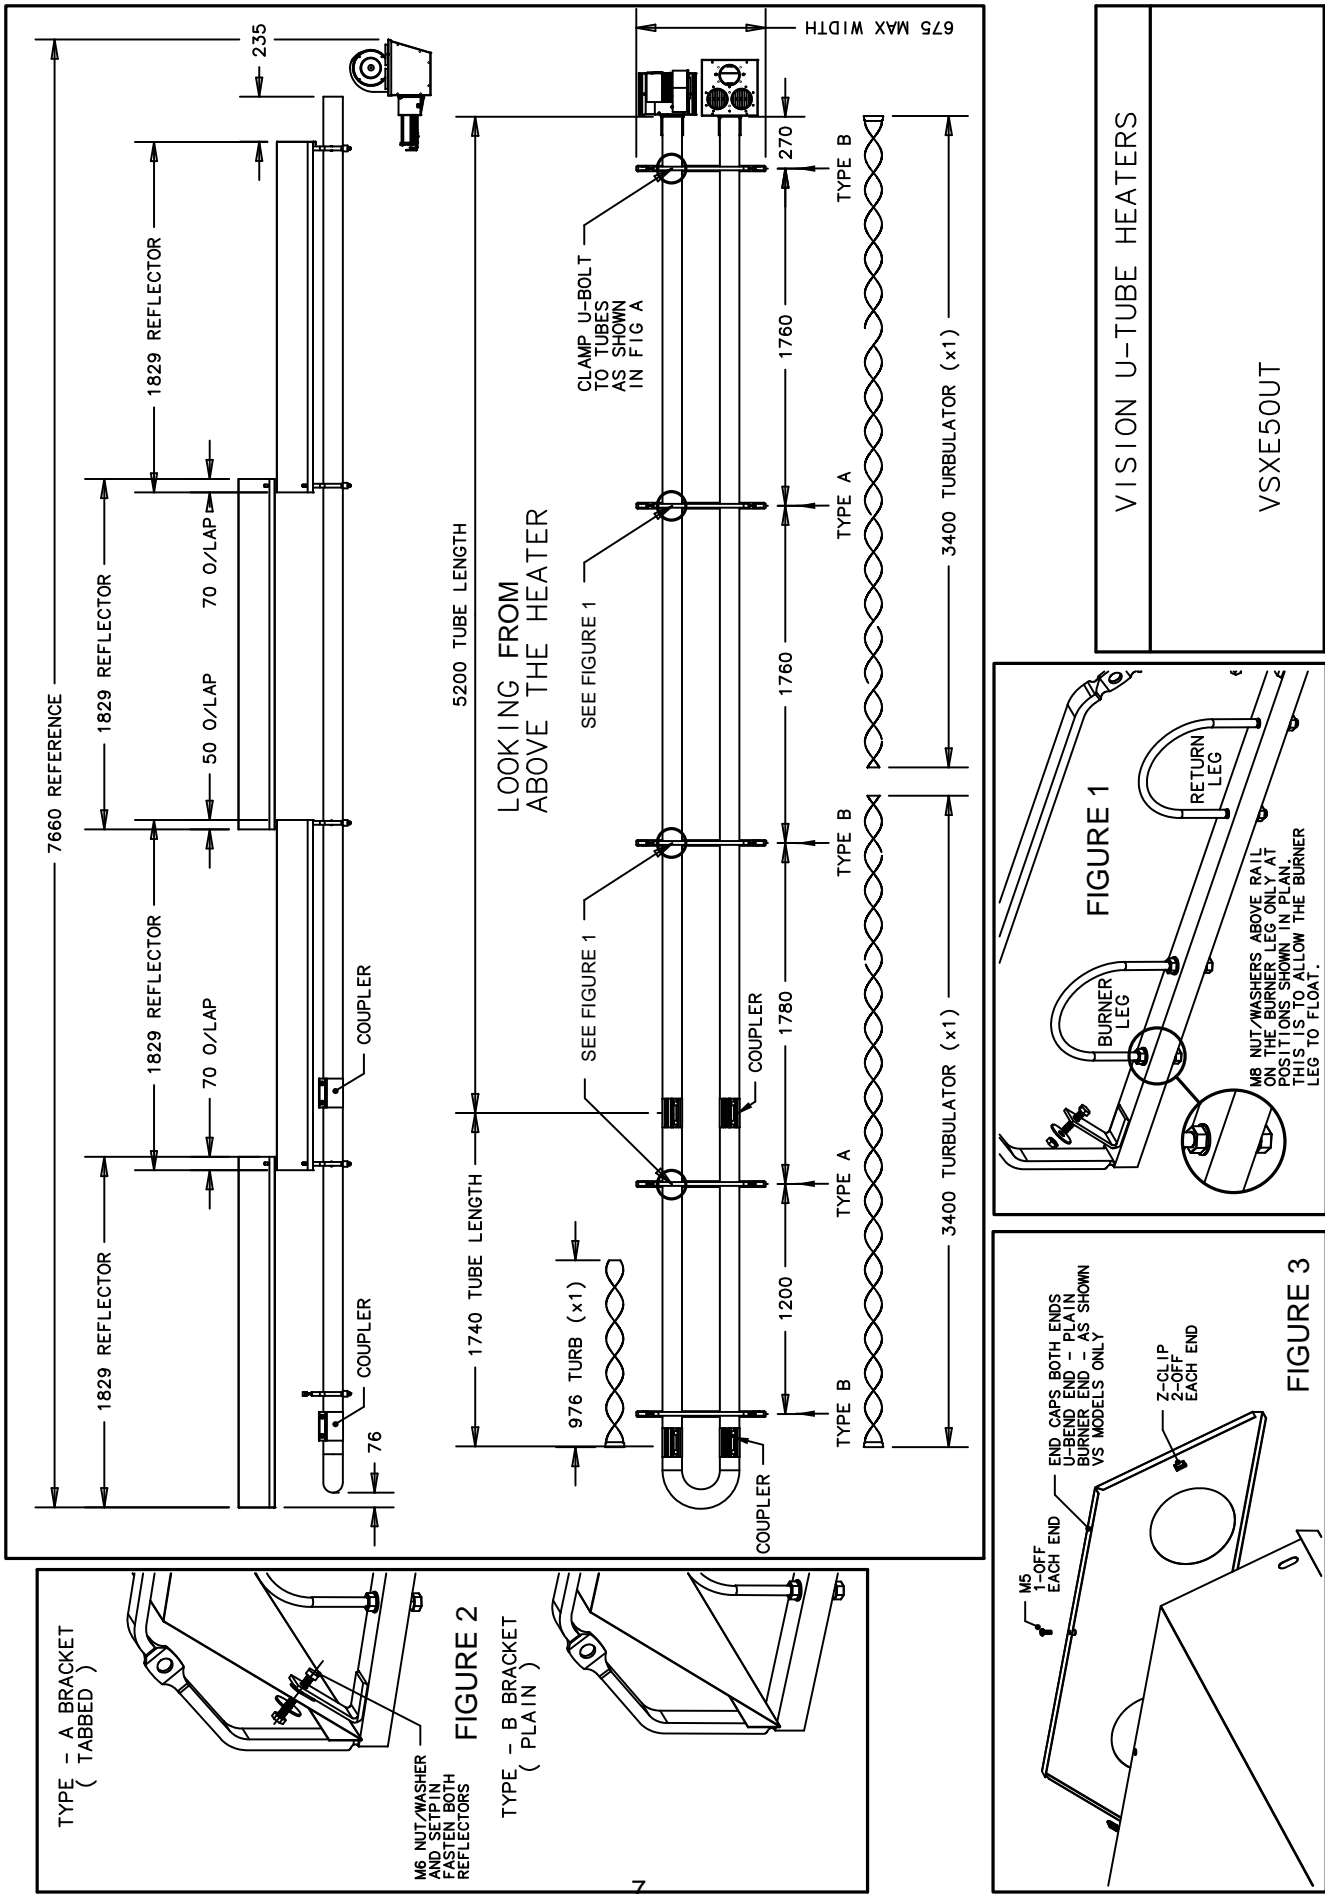 7660 REFERENCE
235
1829 REFLECTOR
1829 REFLECTOR
1829 REFLECTOR
1829 REFLECTOR
70 O/LAP
50 O/LAP
70 O/LAP
COUPLER
COUPLER
76
1740 TUBE LENGTH
5200 TUBE LENGTH
LOOKING FROM
ABOVE THE HEATER
675 MAX WIDTH
976 TURB (x1)
SEE FIGURE 1
SEE FIGURE 1
CLAMP U-BOLT
TO TUBES
AS SHOWN
IN FIG A
COUPLER
COUPLER
1200
1780
1760
1760
270
TYPE B
TYPE A
TYPE B
TYPE A
TYPE B
3400 TURBULATOR (x1)
3400 TURBULATOR (x1)
TYPE - A BRACKET
( TABBED )
M6 NUT/WASHER
AND SETPIN
FASTEN BOTH
REFLECTORS
FIGURE 2
TYPE - B BRACKET
( PLAIN )
7
M5
1-OFF
EACH END
END CAPS BOTH ENDS
U-BEND END - PLAIN
BURNER END - AS SHOWN
VS MODELS ONLY
Z-CLIP
2-OFF
EACH END
FIGURE 3
BURNER
LEG
FIGURE 1
RETURN
LEG
M8 NUT/WASHERS ABOVE RAIL
ON THE BURNER LEG ONLY AT
POSITIONS SHOWN IN PLAN.
THIS IS TO ALLOW THE BURNER
LEG TO FLOAT.
VISION U-TUBE HEATERS
VSXE50UT